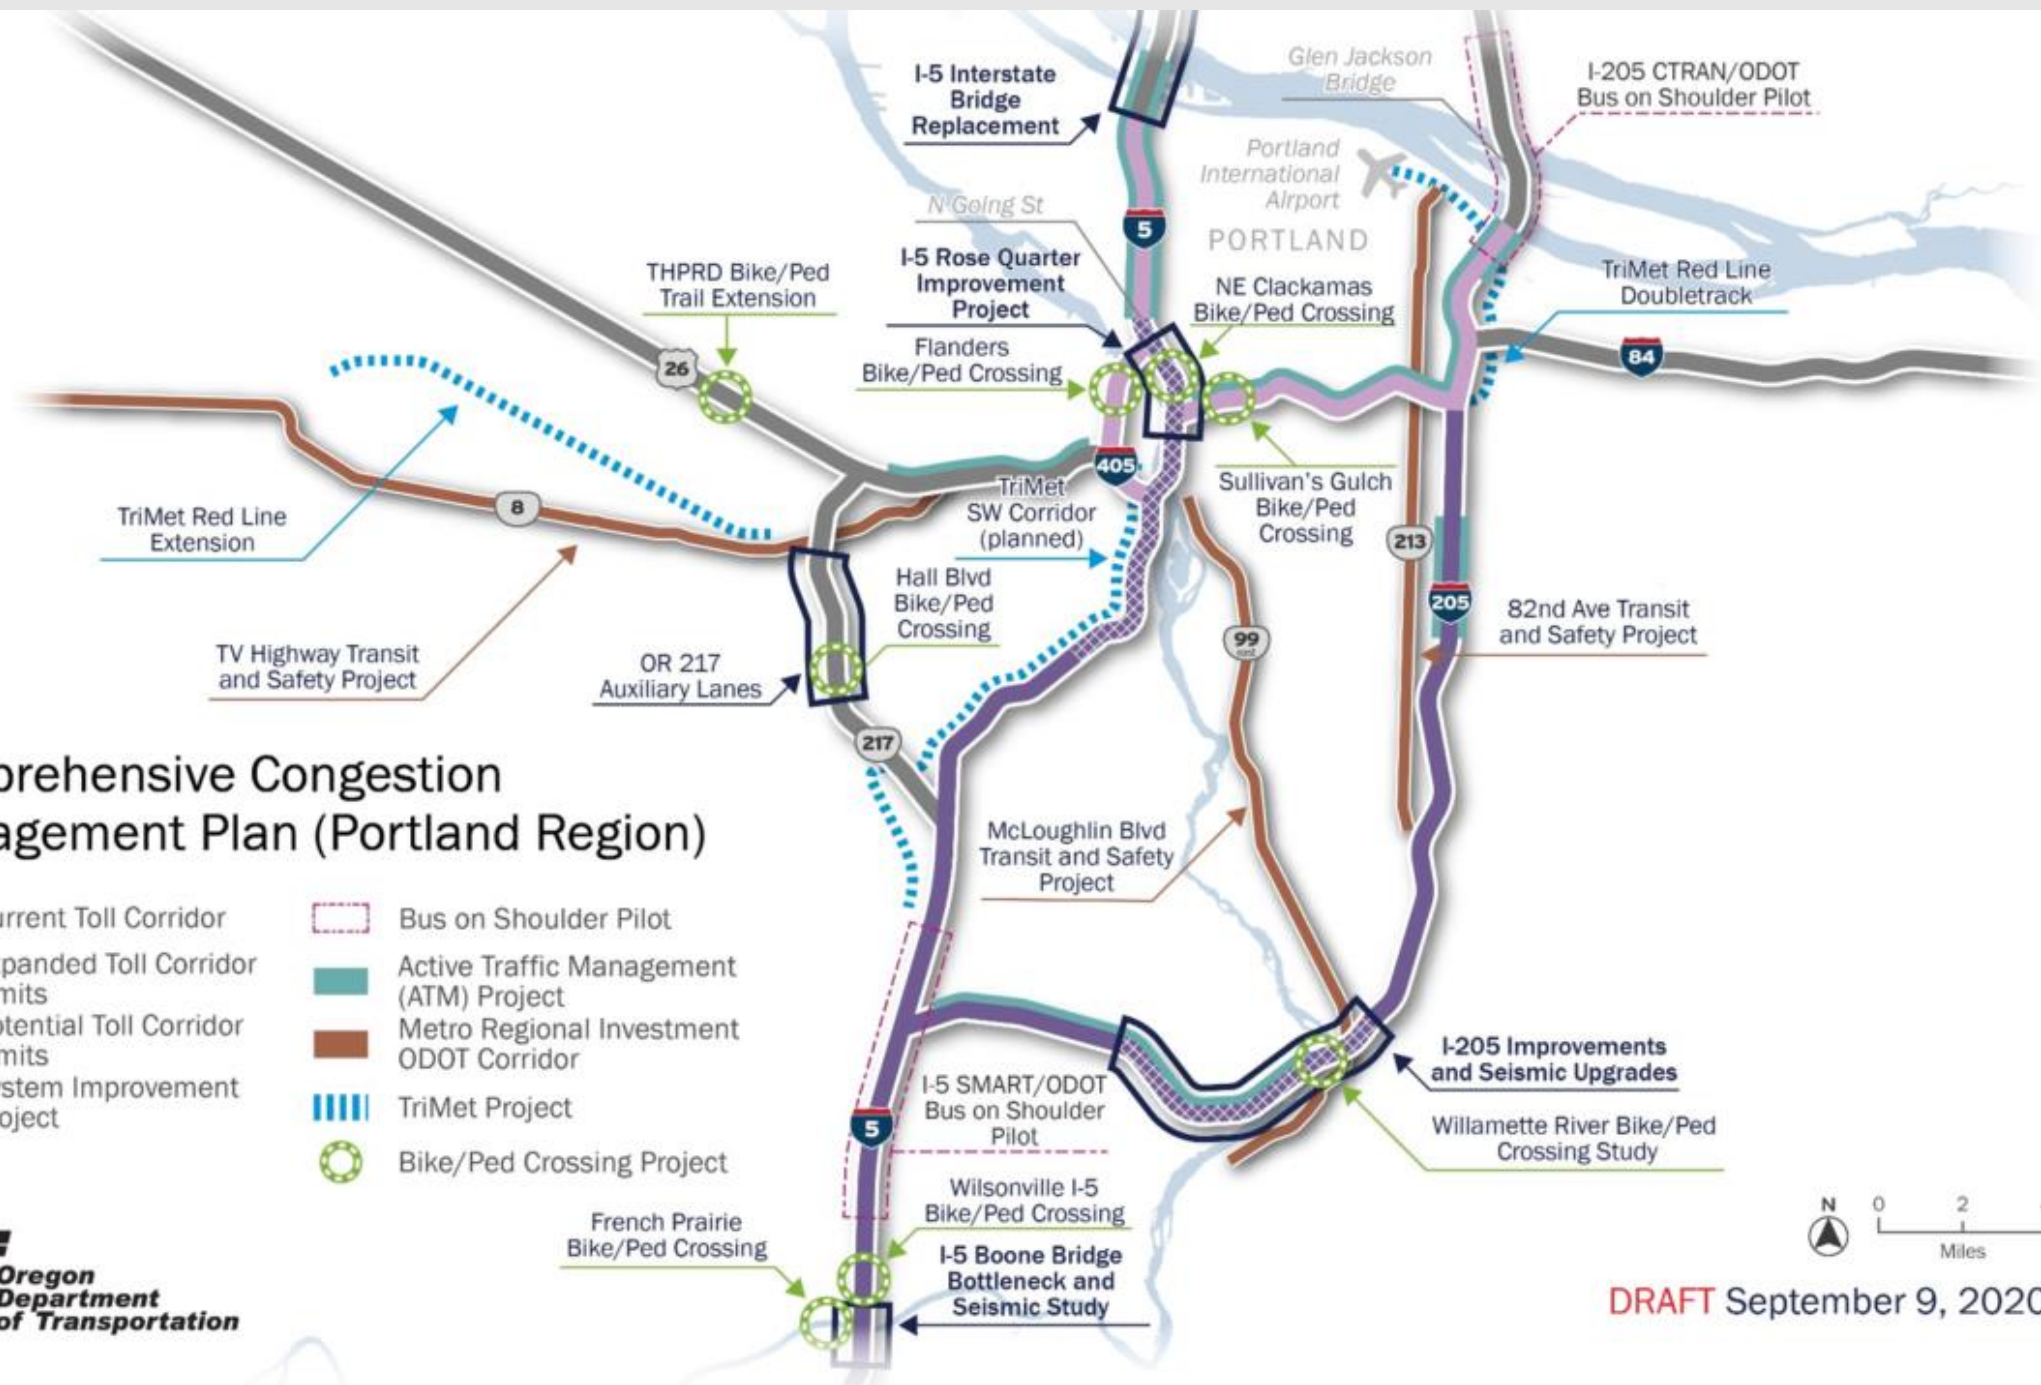 I-5 Interstate
Bridge
Replacement
Glen Jackson
Bridge
I-205 CTRAN/ODOT
Bus on Shoulder Pilot
Portland
International
Airport
N Going St
5
PORTLAND
I-5 Rose Quarter
Improvement
Project
THPRD Bike/Ped
Trail Extension
NE Clackamas
Bike/Ped Crossing
TriMet Red Line
Doubletrack
Flanders
Bike/Ped Crossing
26
84
405
TriMet
SW Corridor
(planned)
Sullivan's Gulch
Bike/Ped
Crossing
8
TriMet Red Line
Extension
213
Hall Blvd
Bike/Ped
Crossing
205
82nd Ave Transit
and Safety Project
99
TV Highway Transit
and Safety Project
OR 217
Auxiliary Lanes
217
prehensive Congestion
agement Plan (Portland Region)
McLoughlin Blvd
Transit and Safety
Project
urrent Toll Corridor
xpanded Toll Corridor
mits
otential Toll Corridor
mits
ystem Improvement
roject
Bus on Shoulder Pilot
Active Traffic Management
(ATM) Project
Metro Regional Investment
ODOT Corridor
TriMet Project
Bike/Ped Crossing Project
I-205 Improvements
and Seismic Upgrades
I-5 SMART/ODOT
Bus on Shoulder
Pilot
5
Willamette River Bike/Ped
Crossing Study
Wilsonville I-5
Bike/Ped Crossing
French Prairie
Bike/Ped Crossing
I-5 Boone Bridge
Bottleneck and
Seismic Study
N
0 2
Miles
Oregon
Department
of Transportation
DRAFT September 9, 2020